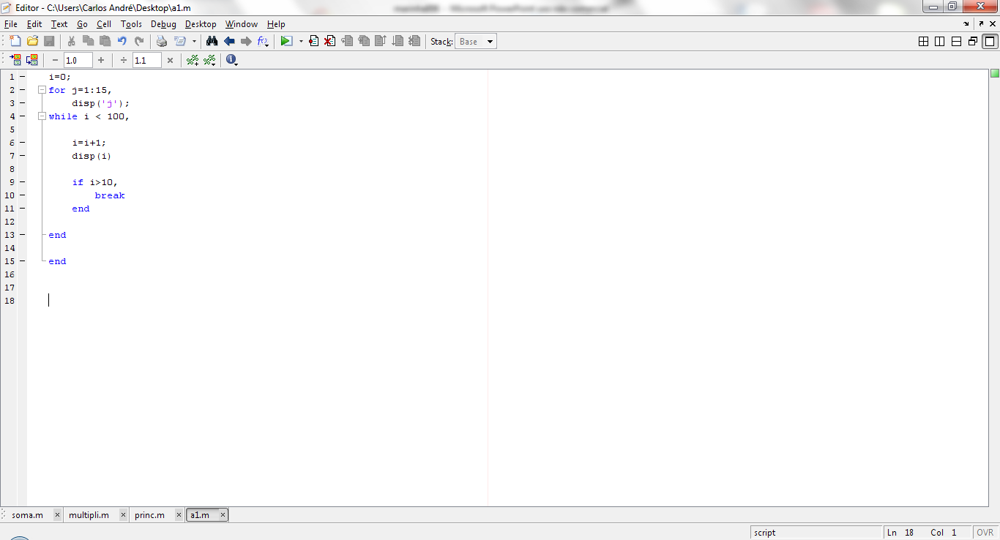 Editor - C:\Users\Carlos André\Desktop\a1.m
File Edit Text Go Cell Tools Debug Desktop Window Help
Stack: Base
1.0 1.1
1 i=0;
2 for j=1:15,
3 disp('j');
4 while i < 100,
5
6 i=i+1;
7 disp(i)
8
9 if i>10,
10 break
11 end
12
13 end
14
15 end
16
17
18
soma.m multipli.m princ.m a1.m
script Ln 18 Col 1 OVR